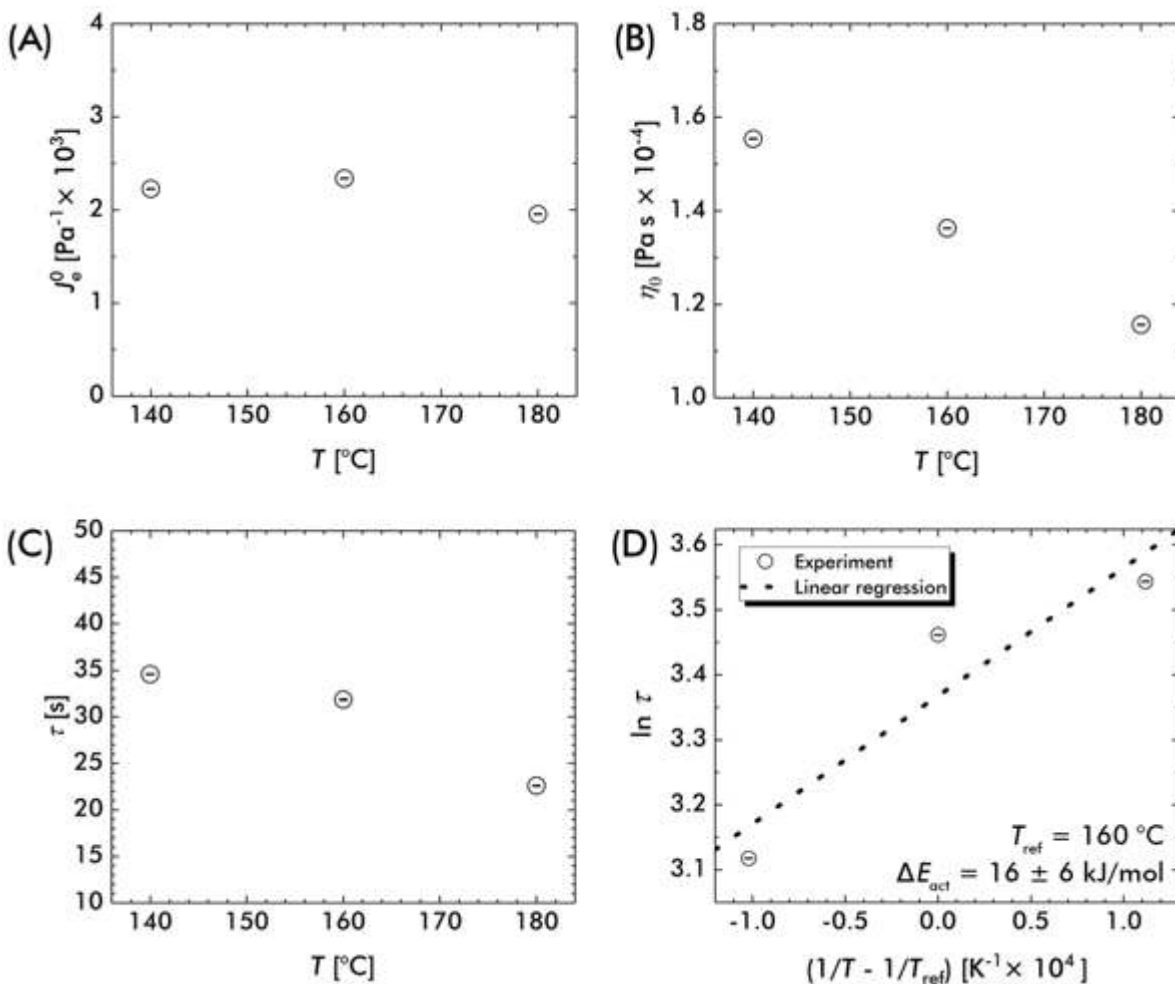 (A)
4
3
2
1
0
J_e^0 [Pa^-1 × 10^3]
140 150 160 170 180
T [°C]
(B)
1.8
1.6
1.4
1.2
1.0
η_0 [Pa s × 10^-4]
140 150 160 170 180
T [°C]
(C)
50
45
40
35
30
25
20
15
10
τ [s]
140 150 160 170 180
T [°C]
(D)
3.6
3.5
3.4
3.3
3.2
3.1
ln τ
Experiment
Linear regression
T_ref = 160 °C
ΔE_act = 16 ± 6 kJ/mol
-1.0 -0.5 0.0 0.5 1.0
(1/T - 1/T_ref) [K^-1 × 10^4]